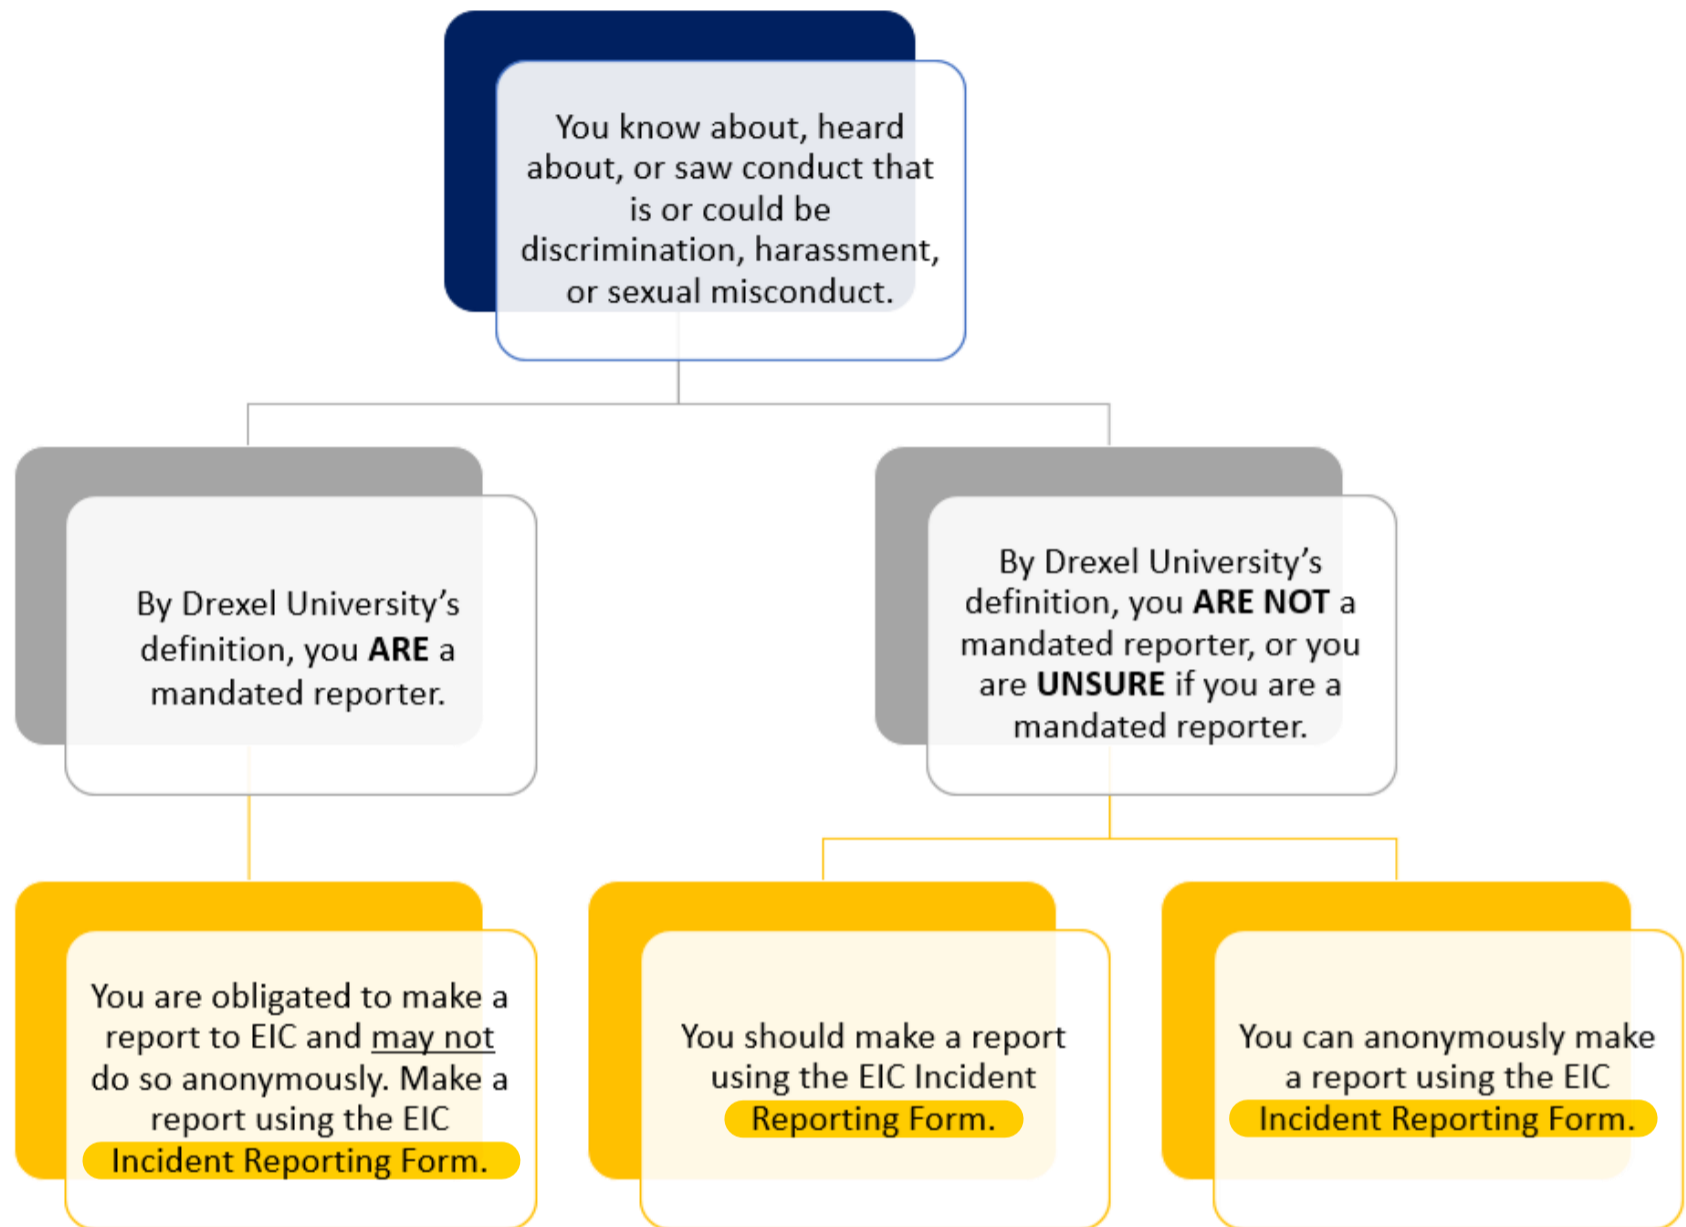 You know about, heard
about, or saw conduct that
is or could be
discrimination, harassment,
or sexual misconduct.
By Drexel University’s
definition, you ARE a
mandated reporter.
By Drexel University’s
definition, you ARE NOT a
mandated reporter, or you
are UNSURE if you are a
mandated reporter.
You are obligated to make a
report to EIC and may not
do so anonymously. Make a
report using the EIC
Incident Reporting Form.
You should make a report
using the EIC Incident
Reporting Form.
You can anonymously make
a report using the EIC
Incident Reporting Form.